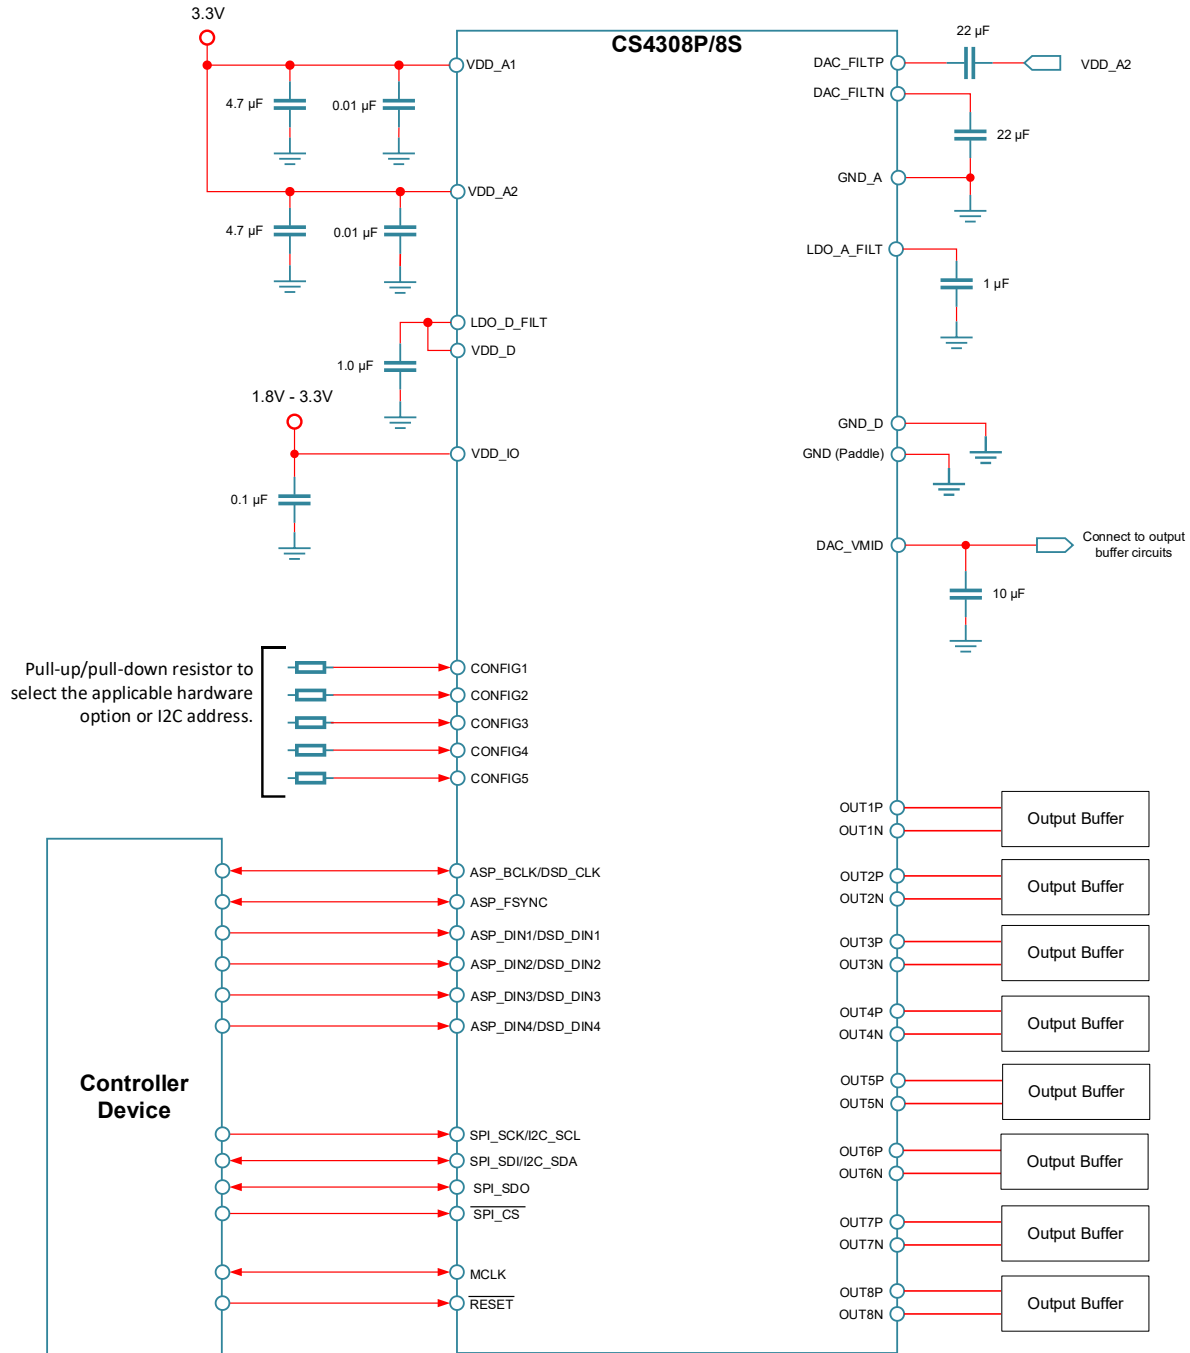 3.3V
CS4308P/8S
VDD_A1
4.7 µF
0.01 µF
VDD_A2
4.7 µF
0.01 µF
LDO_D_FILT
VDD_D
1.0 µF
1.8V - 3.3V
VDD_IO
0.1 µF
Pull-up/pull-down resistor to
select the applicable hardware
option or I2C address.
CONFIG1
CONFIG2
CONFIG3
CONFIG4
CONFIG5
Controller
Device
ASP_BCLK/DSD_CLK
ASP_FSYNC
ASP_DIN1/DSD_DIN1
ASP_DIN2/DSD_DIN2
ASP_DIN3/DSD_DIN3
ASP_DIN4/DSD_DIN4
SPI_SCK/I2C_SCL
SPI_SDI/I2C_SDA
SPI_SDO
SPI_CS
MCLK
RESET
22 µF
DAC_FILTP
VDD_A2
DAC_FILTN
22 µF
GND_A
LDO_A_FILT
1 µF
GND_D
GND (Paddle)
DAC_VMID
Connect to output
buffer circuits
10 µF
OUT1P
OUT1N
Output Buffer
OUT2P
OUT2N
Output Buffer
OUT3P
OUT3N
Output Buffer
OUT4P
OUT4N
Output Buffer
OUT5P
OUT5N
Output Buffer
OUT6P
OUT6N
Output Buffer
OUT7P
OUT7N
Output Buffer
OUT8P
OUT8N
Output Buffer